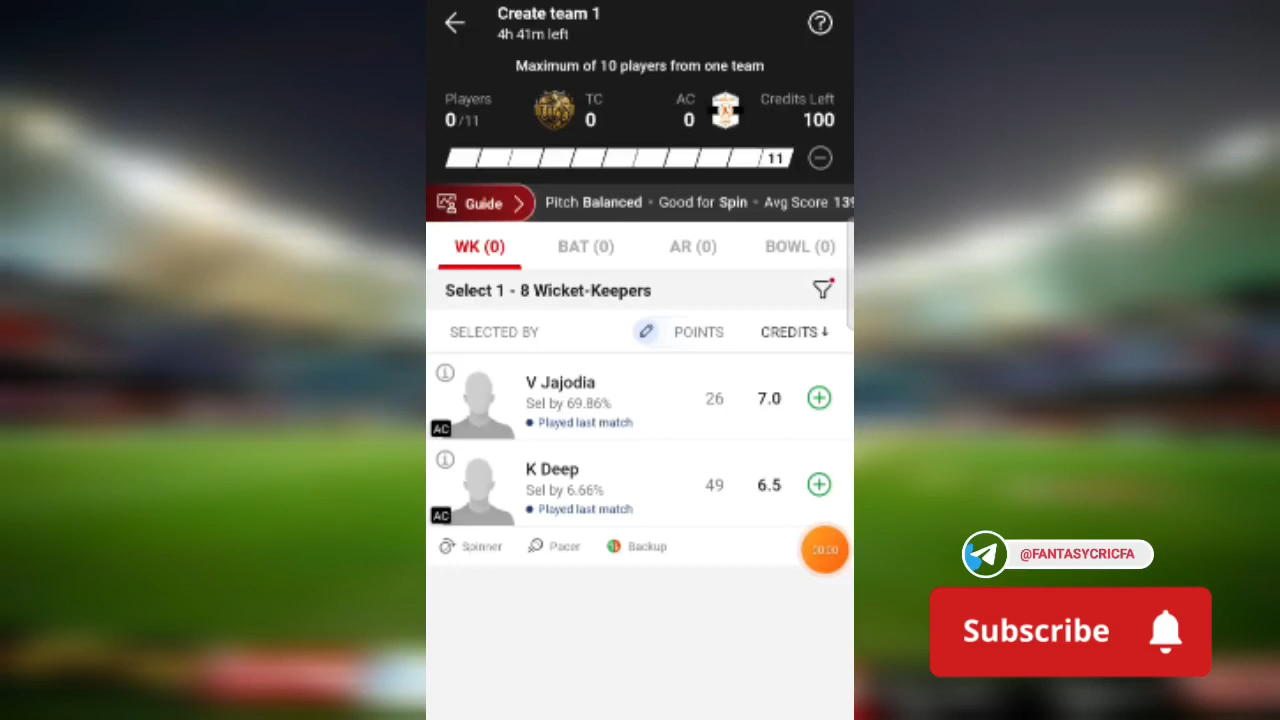 Create team 1
4h 41m left
Maximum of 10 players from one team
Players
0/11
TC
0
AC
0
Credits Left
100
11
Guide
Pitch Balanced • Good for Spin • Avg Score 139
WK (0)
BAT (0)
AR (0)
BOWL (0)
Select 1 - 8 Wicket-Keepers
SELECTED BY
POINTS
CREDITS ↓
V Jajodia
Sel by 69.86%
Played last match
26
7.0
AC
K Deep
Sel by 6.66%
Played last match
49
6.5
AC
Spinner
Pacer
Backup
00:00
@FANTASYCRICFA
Subscribe